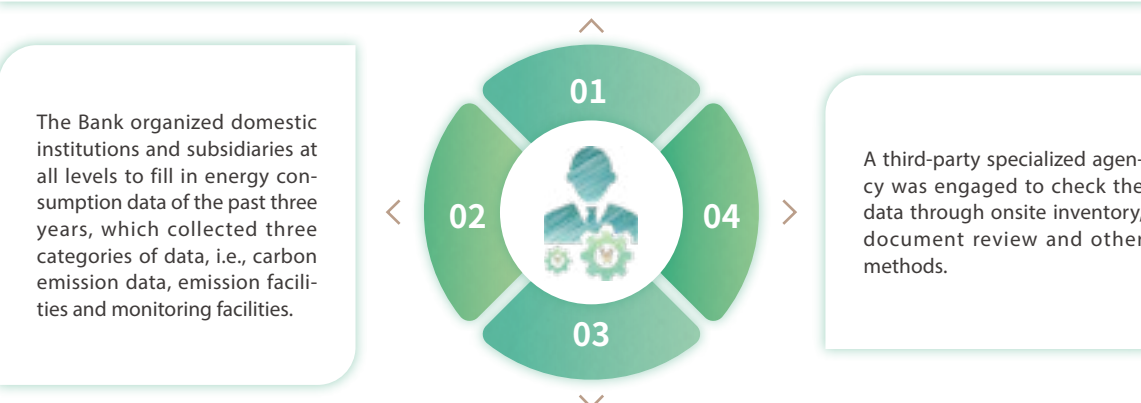 The Bank organized domestic
institutions and subsidiaries at
all levels to fill in energy con-
sumption data of the past three
years, which collected three
categories of data, i.e., carbon
emission data, emission facili-
ties and monitoring facilities.
01
02
04
03
A third-party specialized agen-
cy was engaged to check the
data through onsite inventory,
document review and other
methods.